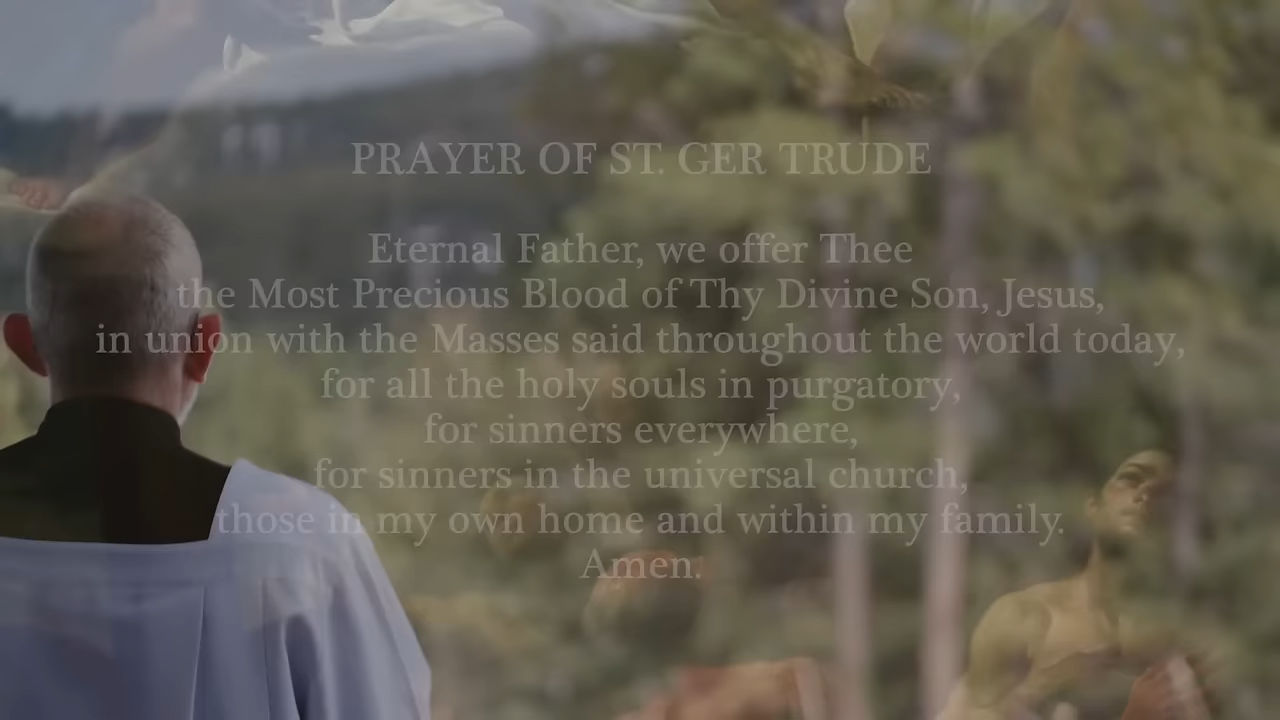 PRAYER OF ST. GER TRUDE
Eternal Father, we offer Thee
the Most Precious Blood of Thy Divine Son, Jesus,
in union with the Masses said throughout the world today,
for all the holy souls in purgatory,
for sinners everywhere,
for sinners in the universal church,
those in my own home and within my family.
Amen.